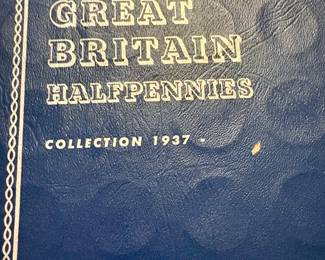 GREAT
BRITAIN
HALFPENNIES
COLLECTION 1937 -